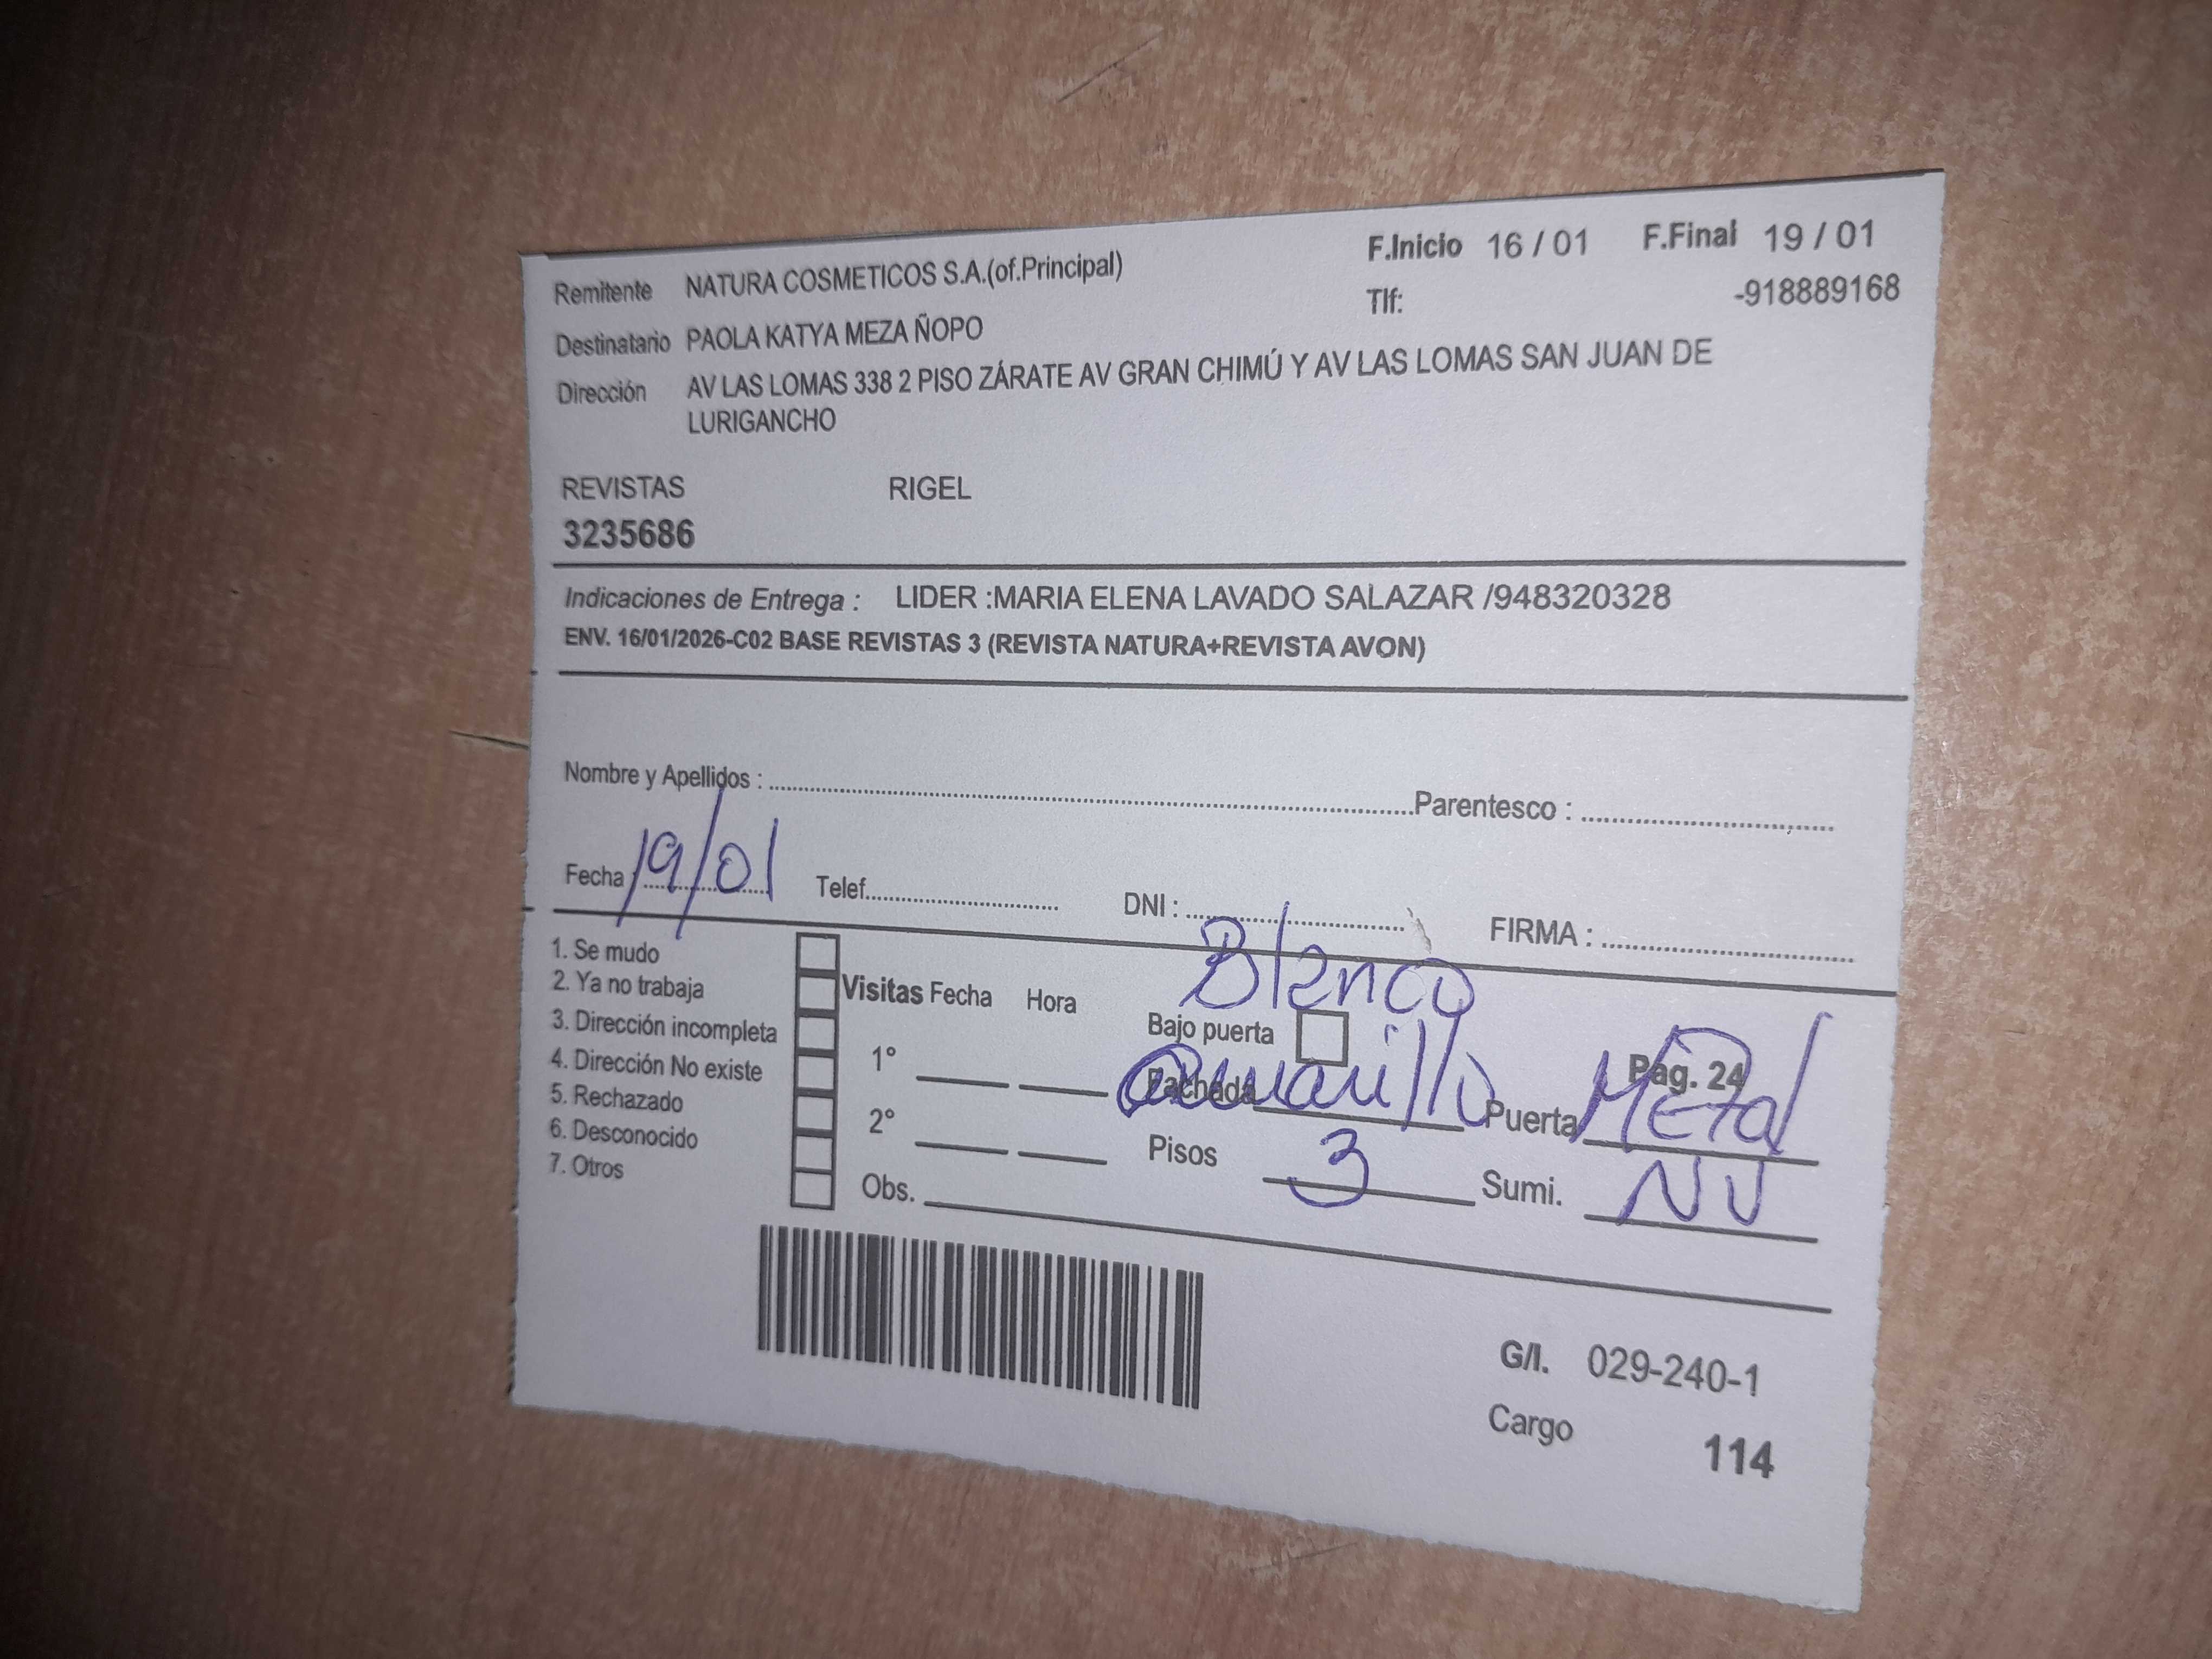 Remitente NATURA COSMETICOS S.A.(of.Principal) F.Inicio 16 / 01 F.Final 19 / 01
Tlf: -918889168
Destinatario PAOLA KATYA MEZA ÑOPO
Dirección AV LAS LOMAS 338 2 PISO ZÁRATE AV GRAN CHIMÚ Y AV LAS LOMAS SAN JUAN DE
LURIGANCHO
REVISTAS RIGEL
3235686
Indicaciones de Entrega : LIDER :MARIA ELENA LAVADO SALAZAR /948320328
ENV. 16/01/2026-C02 BASE REVISTAS 3 (REVISTA NATURA+REVISTA AVON)
Nombre y Apellidos : Parentesco :
Fecha : 19/01 Telef. DNI : FIRMA :
1. Se mudo
2. Ya no trabaja
3. Dirección incompleta
4. Dirección No existe
5. Rechazado
6. Desconocido
7. Otros
Visitas Fecha Hora
1°
2°
Obs.
Blanco
Bajo puerta
Pag. 24
Fachada Amarillo Puerta Metal
Pisos 3 Sumi. NV
G/I. 029-240-1
Cargo 114